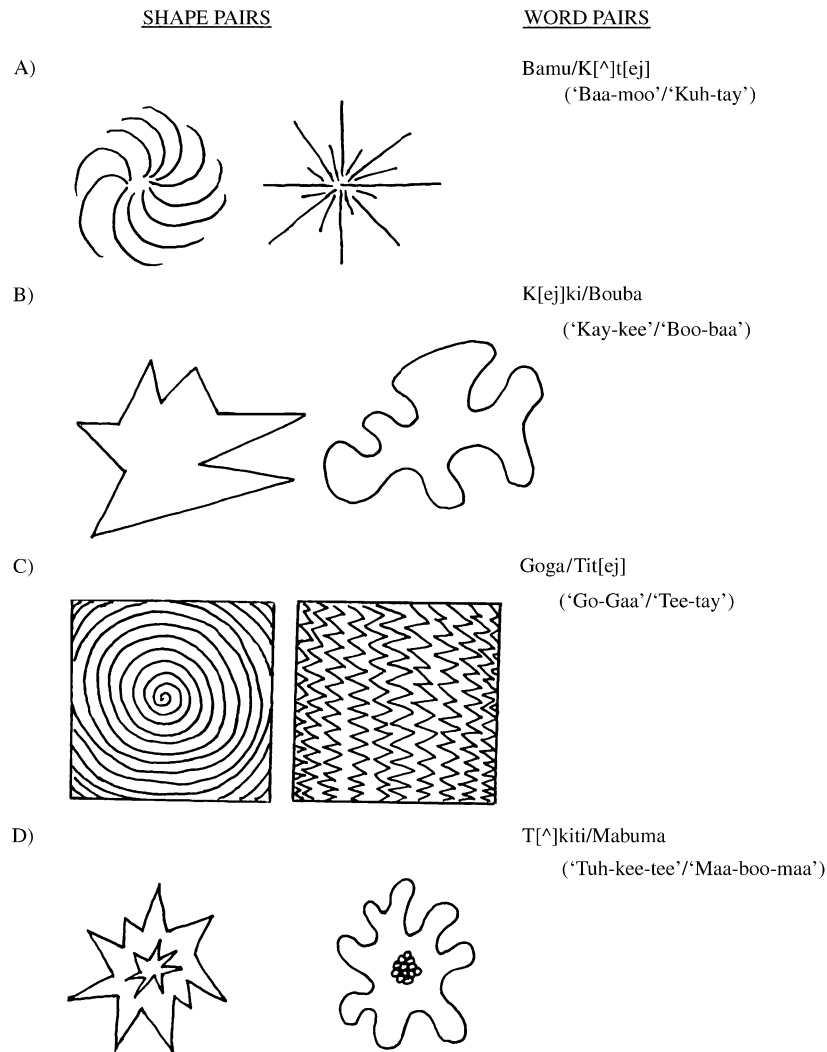 SHAPE PAIRS WORD PAIRS
A) Bamu/K[^]t[ej]
(‘Baa-moo’/‘Kuh-tay’)
B) K[ej]ki/Bouba
(‘Kay-kee’/‘Boo-baa’)
C) Goga/Tit[ej]
(‘Go-Gaa’/‘Tee-tay’)
D) T[^]kiti/Mabuma
(‘Tuh-kee-tee’/‘Maa-boo-maa’)